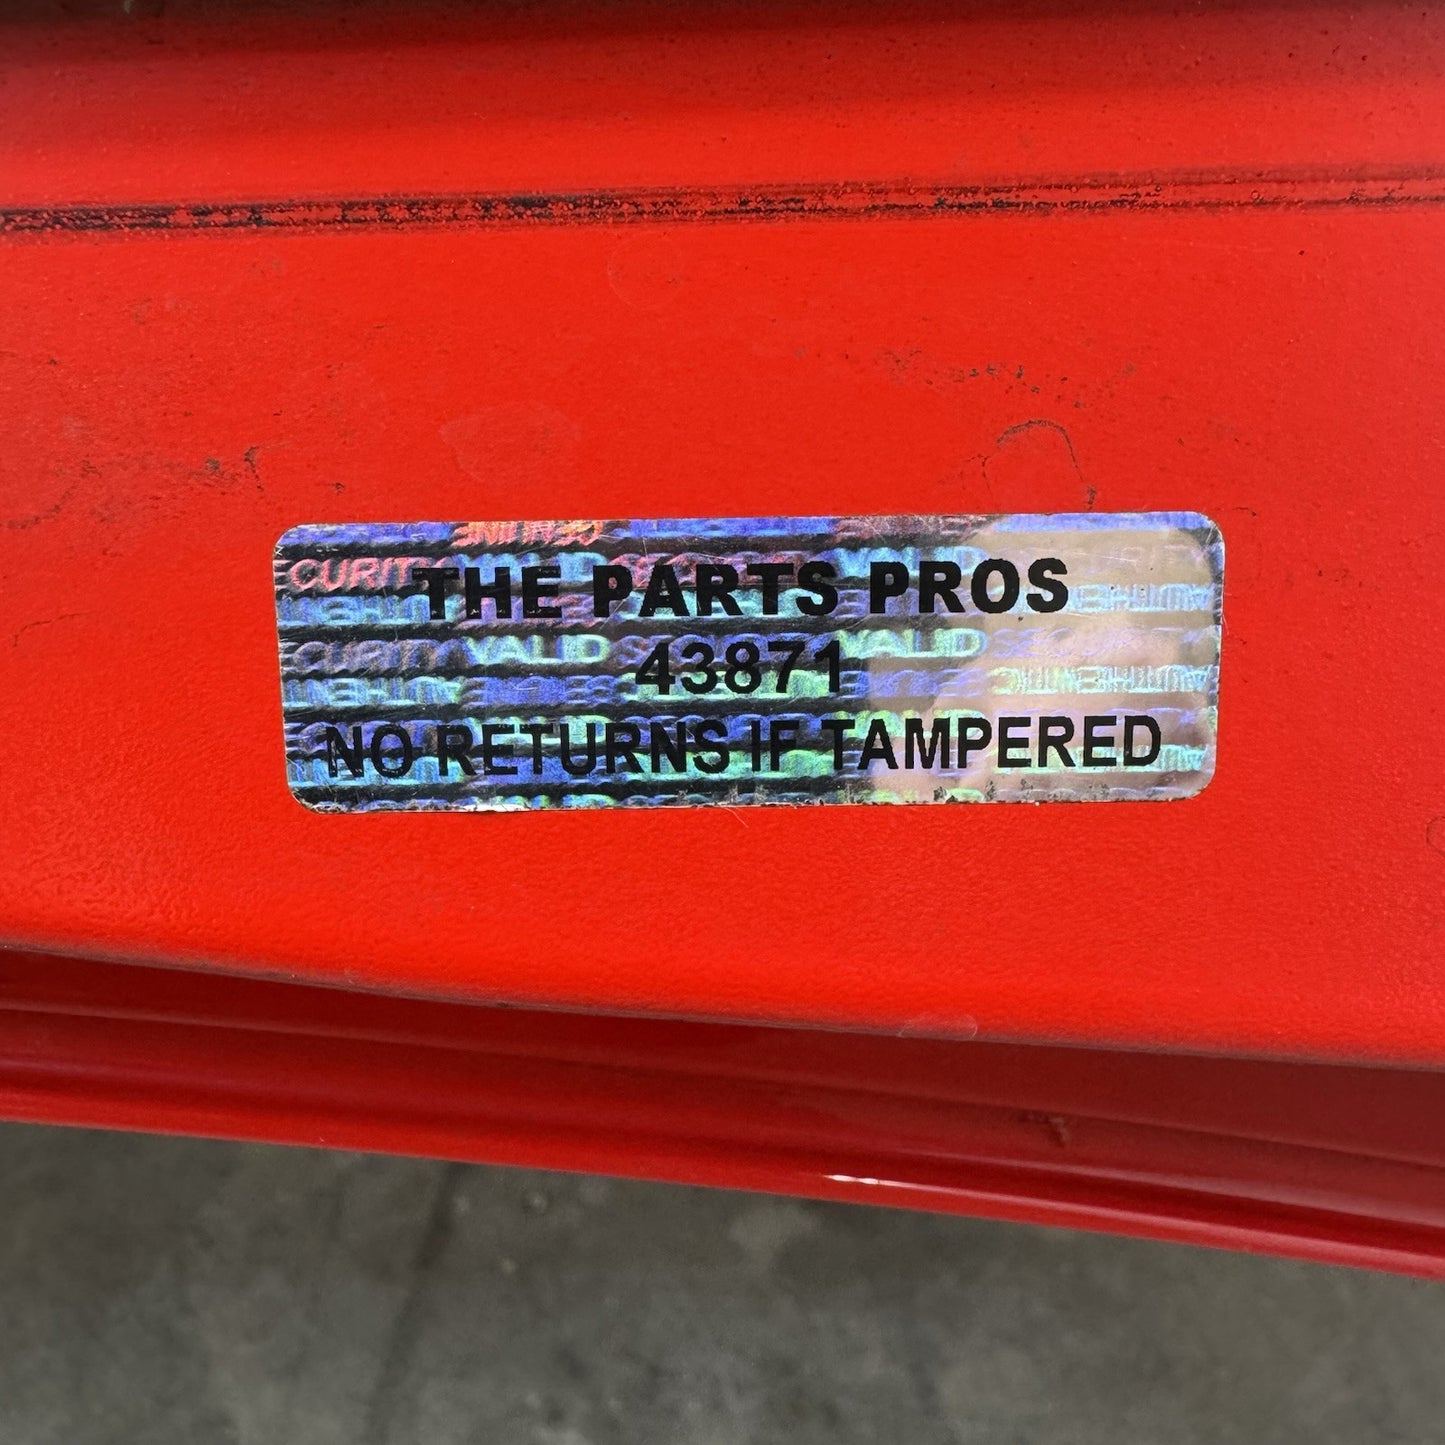 THE PARTS PROS
43871
NO RETURNS IF TAMPERED